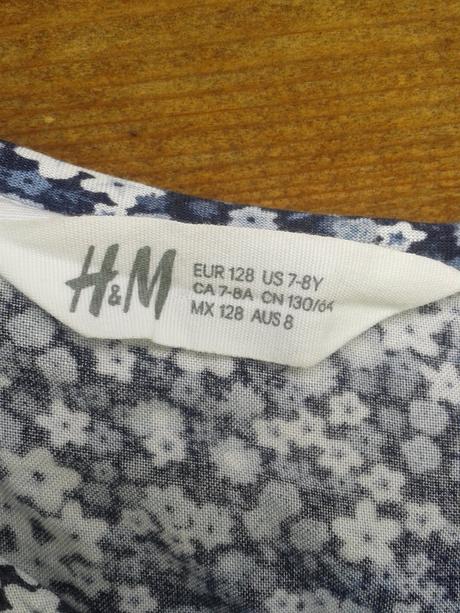 H&M
EUR 128 US 7-8Y
CA 7-8A CN 130/64
MX 128 AUS 8